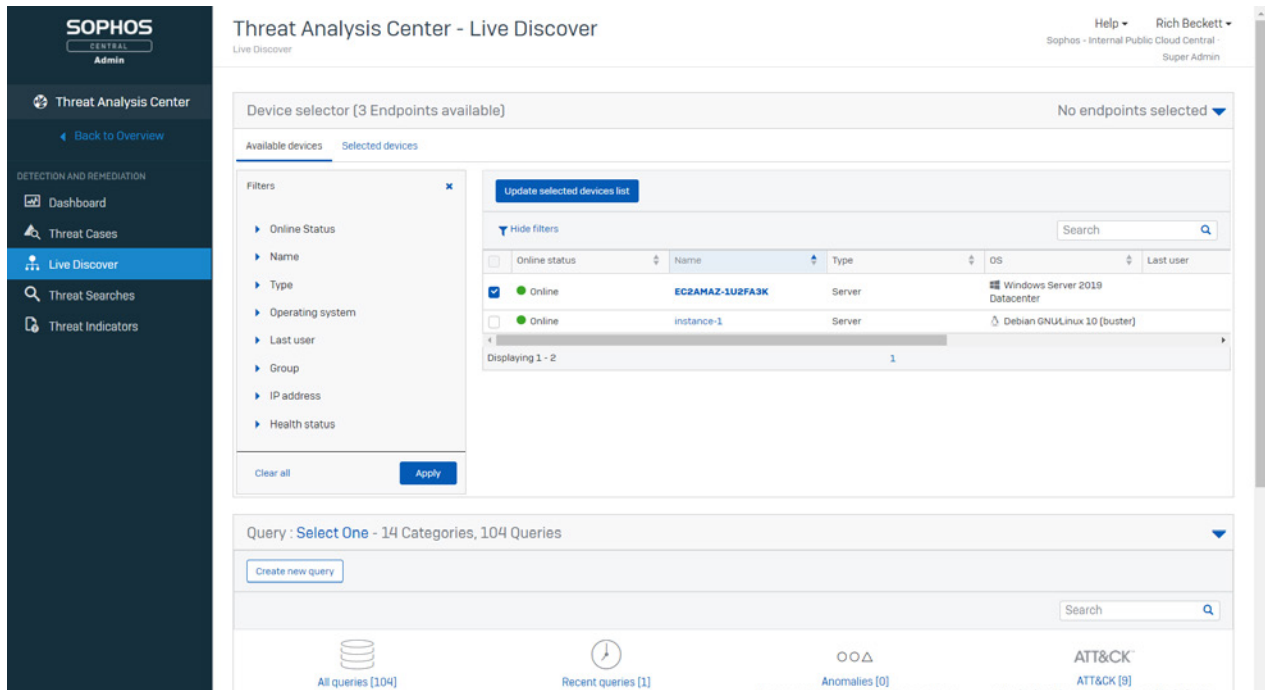 SOPHOS
CENTRAL
Admin
Threat Analysis Center
Back to Overview
DETECTION AND REMEDIATION
Dashboard
Threat Cases
Live Discover
Threat Searches
Threat Indicators
Threat Analysis Center - Live Discover
Live Discover
Help Rich Beckett
Sophos - Internal Public Cloud Central ·
Super Admin
Device selector (3 Endpoints available) No endpoints selected
Available devices Selected devices
Filters
Online Status
Name
Type
Operating system
Last user
Group
IP address
Health status
Clear all Apply
Update selected devices list
Hide filters Search
Online status Name Type OS Last user
Online EC2AMAZ-1U2FA3K Server Windows Server 2019
Datacenter
Online instance-1 Server Debian GNU/Linux 10 (buster)
Displaying 1 - 2 1
Query : Select One - 14 Categories, 104 Queries
Create new query
Search
ATT&CK
All queries [104] Recent queries [1] Anomalies [0] ATT&CK [9]